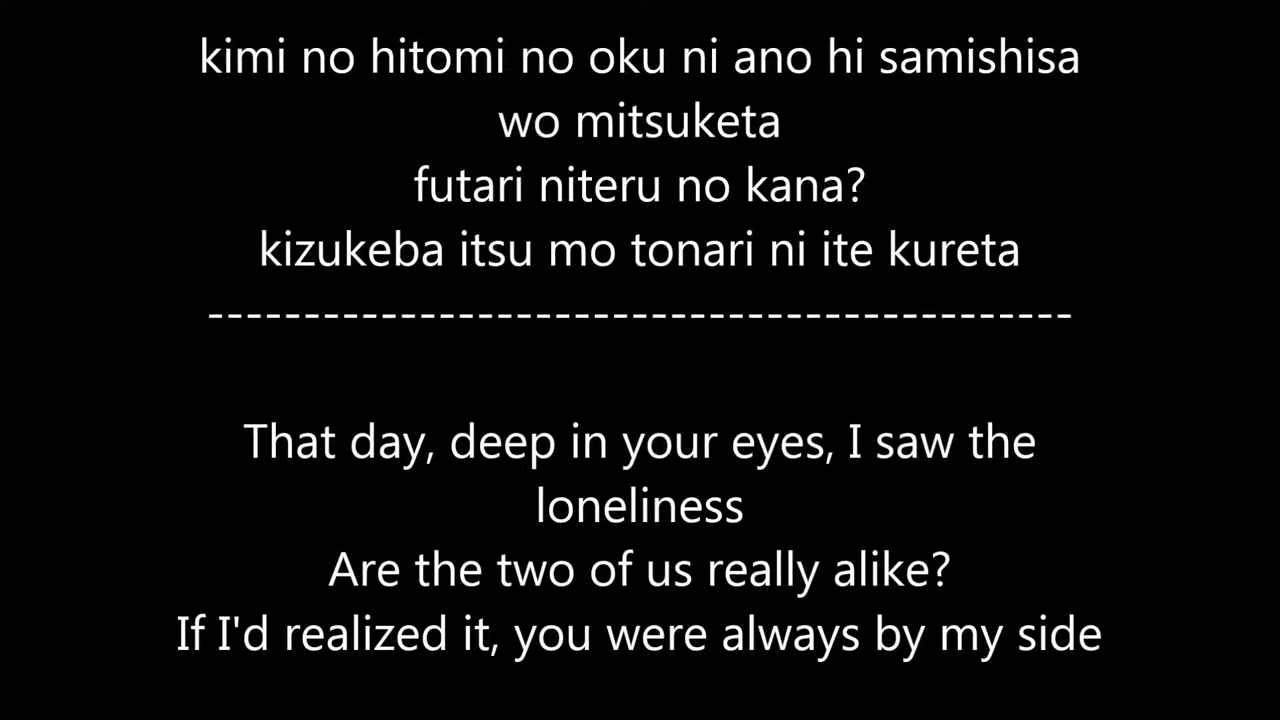 kimi no hitomi no oku ni ano hi samishisa
wo mitsuketa
futari niteru no kana?
kizukeba itsu mo tonari ni ite kureta
---------------------------------------------
That day, deep in your eyes, I saw the
loneliness
Are the two of us really alike?
If I'd realized it, you were always by my side